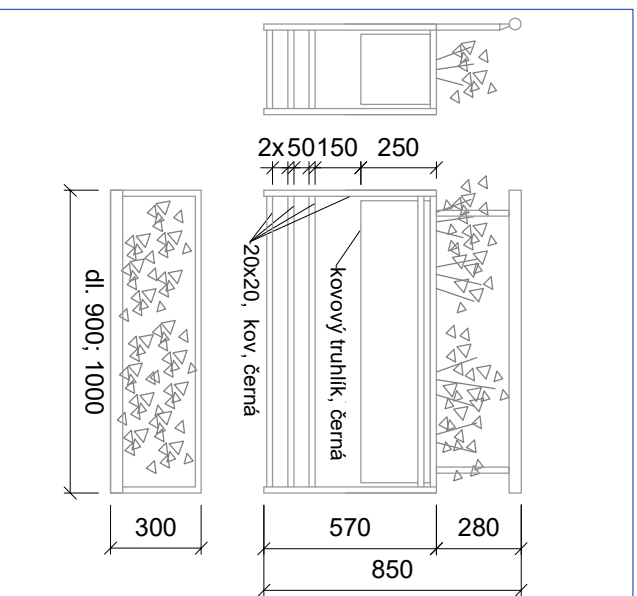 2x50 150 250
dl. 900; 1000
20x20, kov, černá
kovový truhlík, černá
300
570
280
850